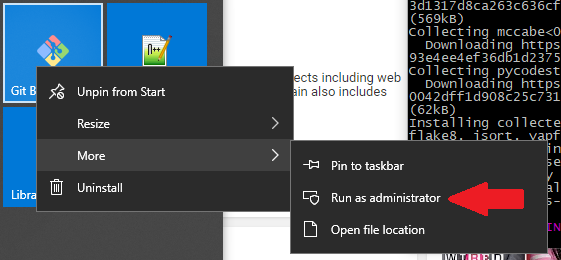 Git B
Libra
Unpin from Start
Resize
More
Uninstall
Pin to taskbar
Run as administrator
Open file location
ects including web
ain also includes
3d1317d8ca263c636cf
(569kB)
Collecting mccabe<0
Downloading https
93e4ee4ef36db1d2375
Collecting pycodest
Downloading https
0042dff1d908c25c731
(62kB)
Installing collecte
flake8, isort, yapf